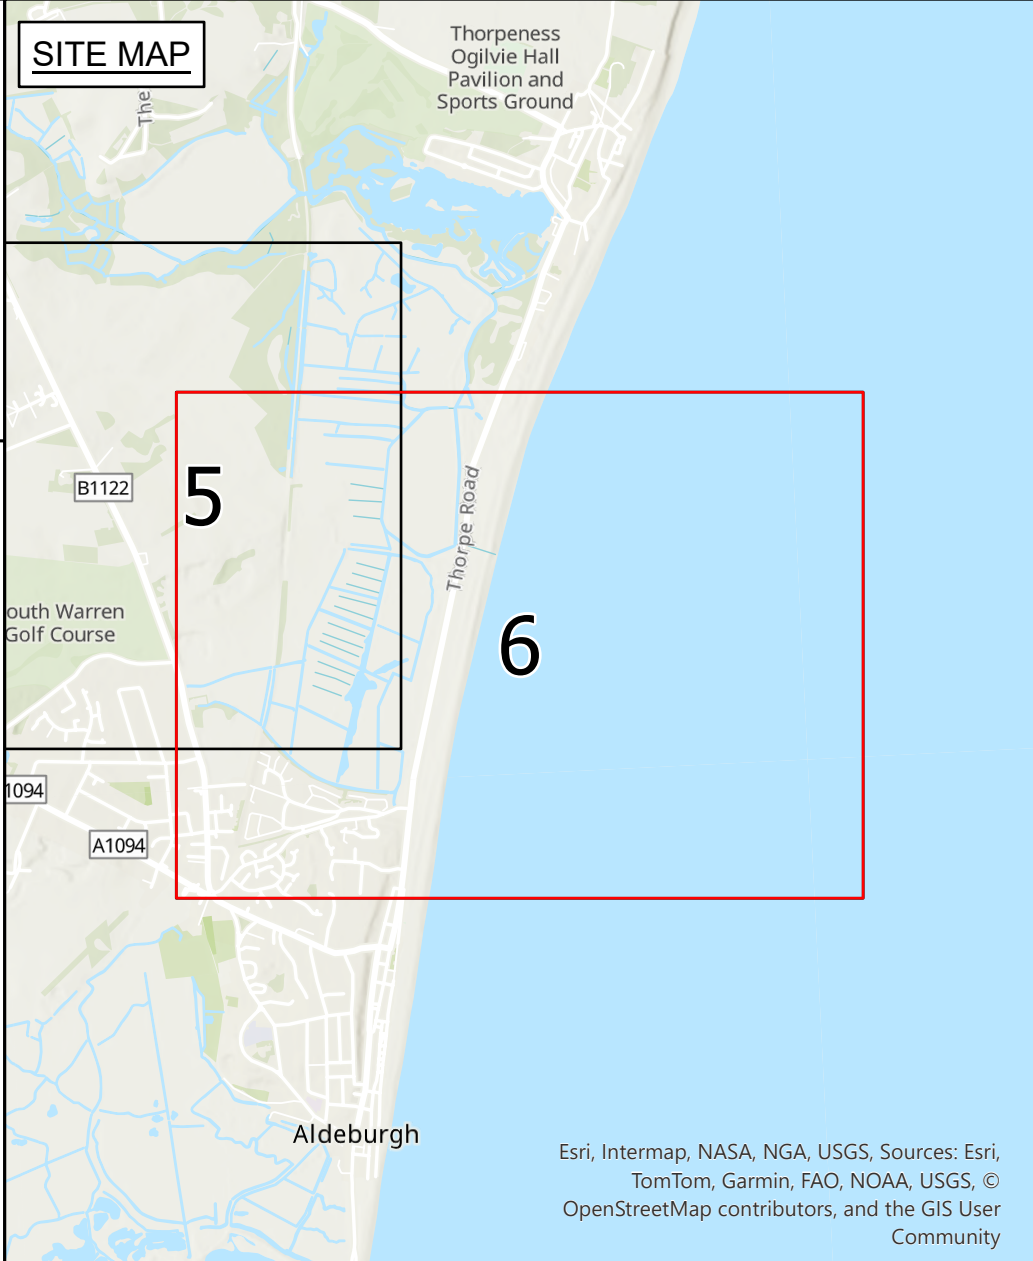 SITE MAP
Thorpeness
Ogilvie Hall
Pavilion and
Sports Ground
The
5
B1122
Thorpe Road
outh Warren
Golf Course
6
1094
A1094
Aldeburgh
Esri, Intermap, NASA, NGA, USGS, Sources: Esri,
TomTom, Garmin, FAO, NOAA, USGS, ©
OpenStreetMap contributors, and the GIS User
Community